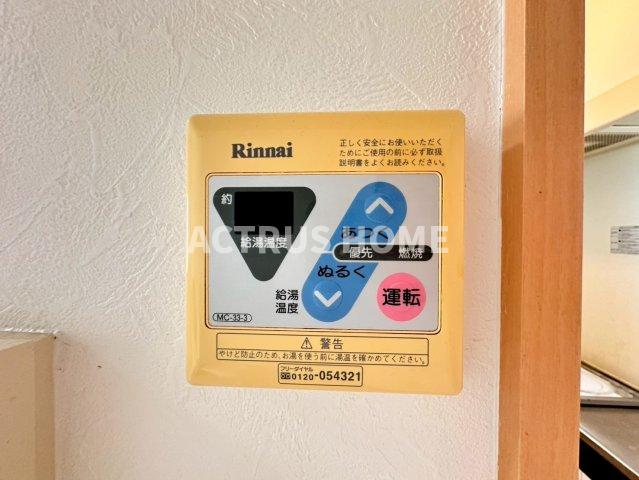 Rinnai
正しく安全にお使いいただく
ためにご使用の前に必ず取扱
説明書をよくお読みください。
約
給湯温度
あつく
ACTRUS HOME
優先 燃焼
ぬるく
給湯
温度
運転
MC-33-3
⚠ 警告
やけど防止のため、お湯を使う前に湯温を確かめてください。
フリーダイヤル
0120-054321